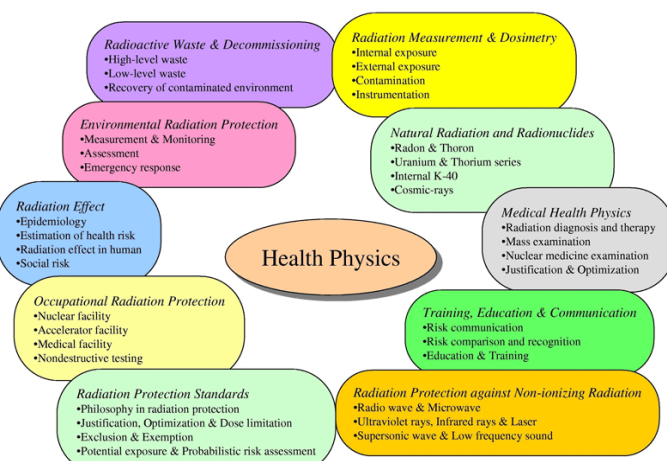 Radioactive Waste & Decommissioning
•High-level waste
•Low-level waste
•Recovery of contaminated environment
Radiation Measurement & Dosimetry
•Internal exposure
•External exposure
•Contamination
•Instrumentation
Environmental Radiation Protection
•Measurement & Monitoring
•Assessment
•Emergency response
Natural Radiation and Radionuclides
•Radon & Thoron
•Uranium & Thorium series
•Internal K-40
•Cosmic-rays
Radiation Effect
•Epidemiology
•Estimation of health risk
•Radiation effect in human
•Social risk
Health Physics
Medical Health Physics
•Radiation diagnosis and therapy
•Mass examination
•Nuclear medicine examination
•Justification & Optimization
Occupational Radiation Protection
•Nuclear facility
•Accelerator facility
•Medical facility
•Nondestructive testing
Training, Education & Communication
•Risk communication
•Risk comparison and recognition
•Education & Training
Radiation Protection Standards
•Philosophy in radiation protection
•Justification, Optimization & Dose limitation
•Exclusion & Exemption
•Potential exposure & Probabilistic risk assessment
Radiation Protection against Non-ionizing Radiation
•Radio wave & Microwave
•Ultraviolet rays, Infrared rays & Laser
•Supersonic wave & Low frequency sound